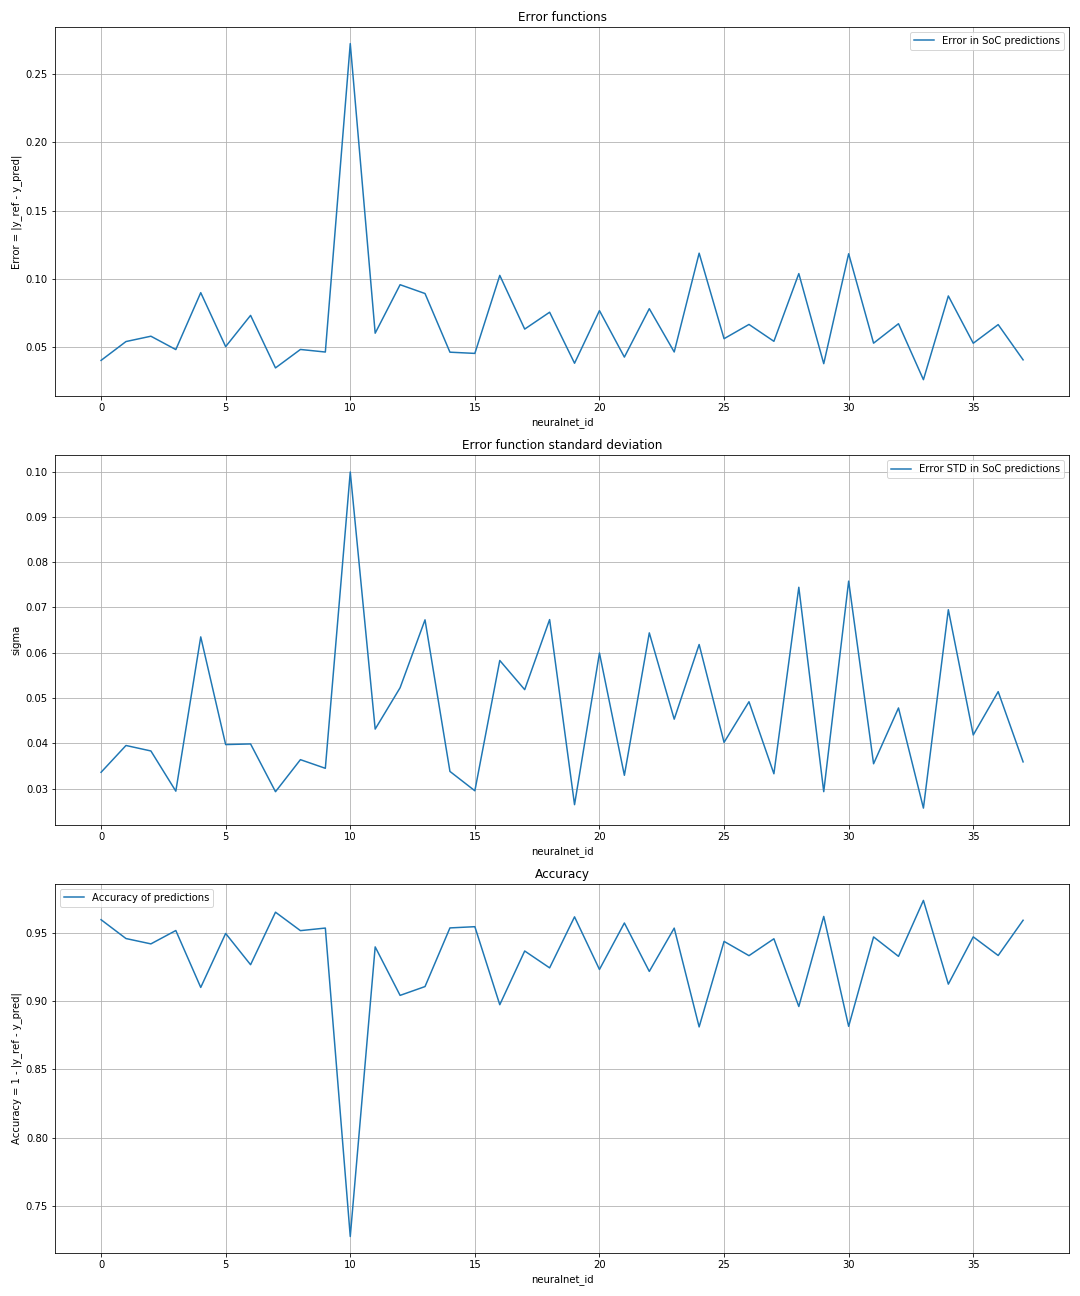 Error functions
Error in SoC predictions
Error = |y_ref - y_pred|
0.25
0.20
0.15
0.10
0.05
0 5 10 15 20 25 30 35
neuralnet_id
Error function standard deviation
Error STD in SoC predictions
sigma
0.10
0.09
0.08
0.07
0.06
0.05
0.04
0.03
0 5 10 15 20 25 30 35
neuralnet_id
Accuracy
Accuracy of predictions
Accuracy = 1 - |y_ref - y_pred|
0.95
0.90
0.85
0.80
0.75
0 5 10 15 20 25 30 35
neuralnet_id